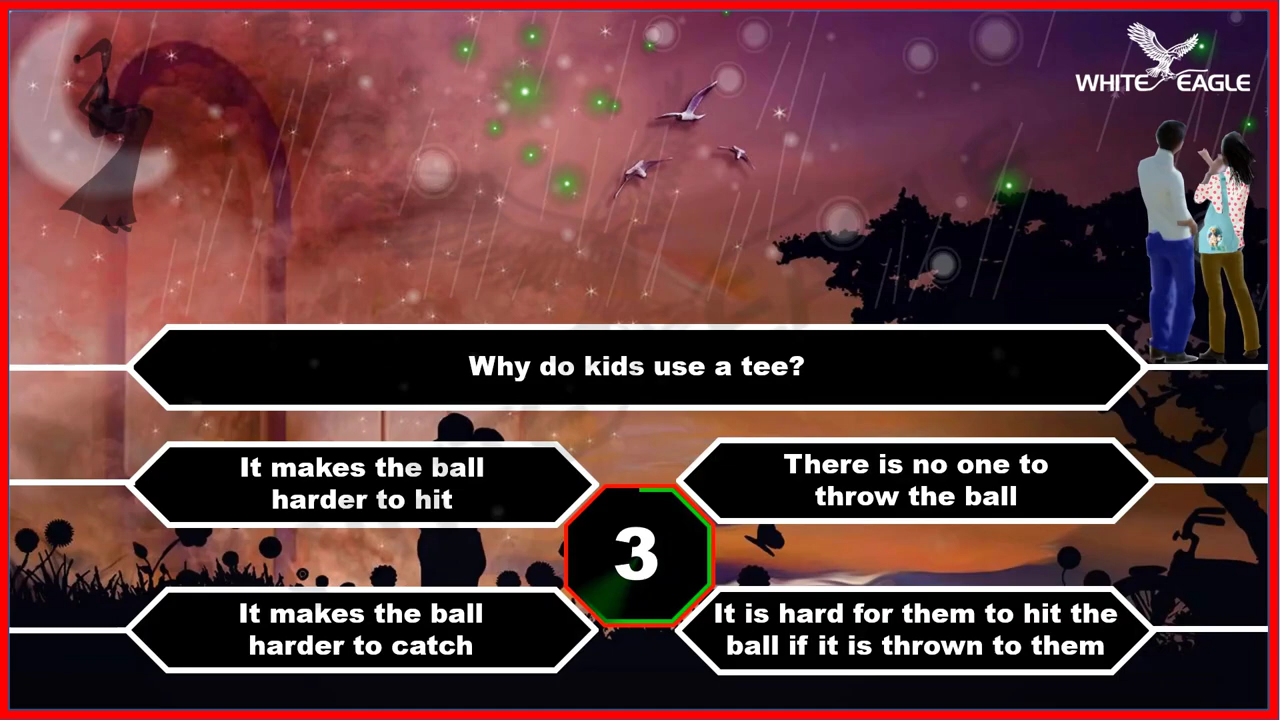 WHITE EAGLE
Why do kids use a tee?
It makes the ball
harder to hit
There is no one to
throw the ball
3
It makes the ball
harder to catch
It is hard for them to hit the
ball if it is thrown to them